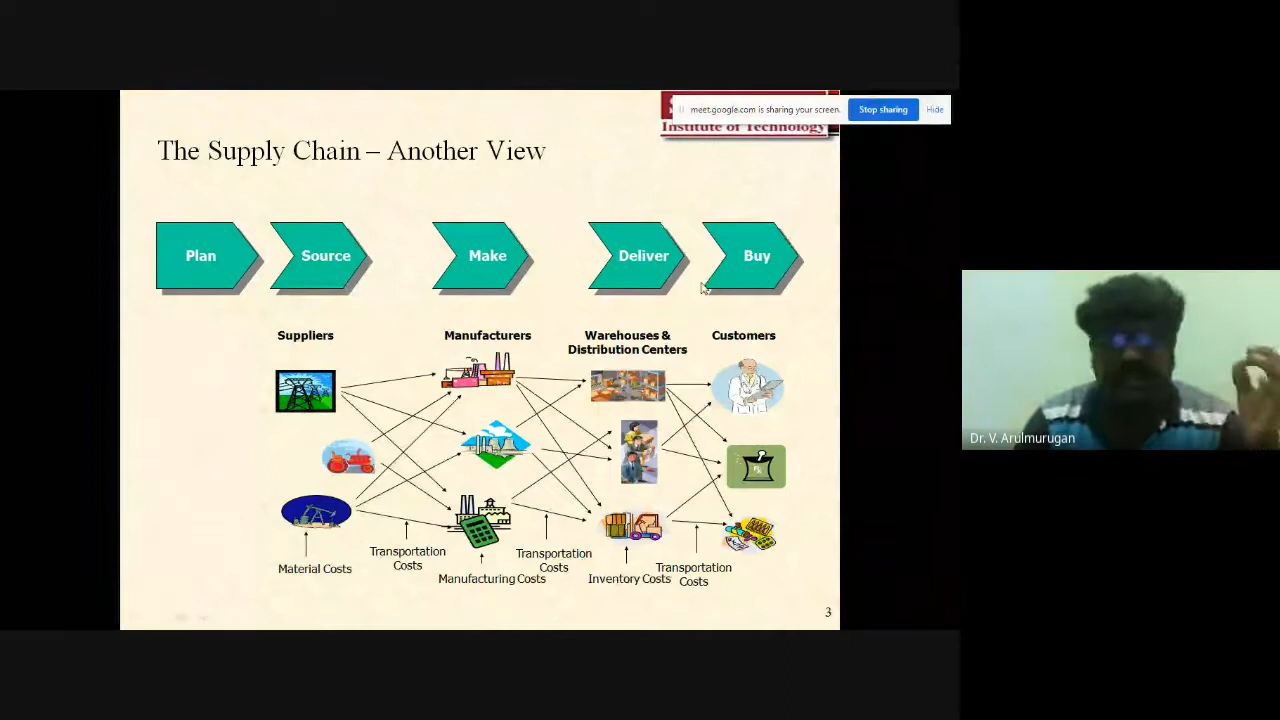 meet.google.com is sharing your screen.
Stop sharing
Hide
Institute of Technology
The Supply Chain – Another View
Plan
Source
Make
Deliver
Buy
Suppliers
Manufacturers
Warehouses &
Distribution Centers
Customers
Dr. V. Arulmurugan
Transportation
Costs
Transportation
Costs
Material Costs
Manufacturing Costs
Inventory Costs
Transportation
Costs
3